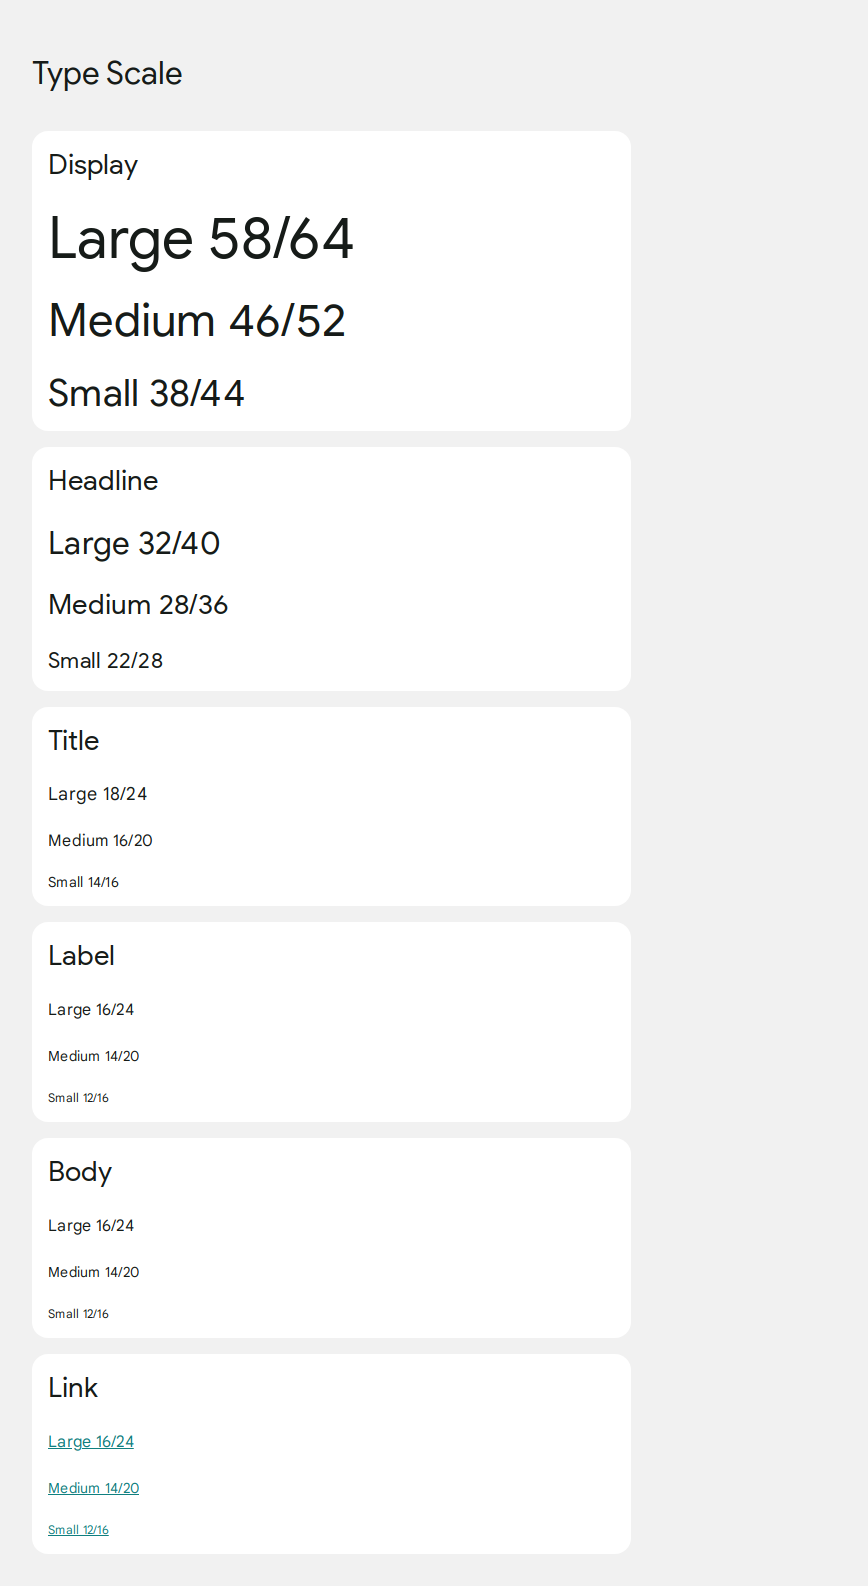 Type Scale
Display
Large 58/64
Medium 46/52
Small 38/44
Headline
Large 32/40
Medium 28/36
Small 22/28
Title
Large 18/24
Medium 16/20
Small 14/16
Label
Large 16/24
Medium 14/20
Small 12/16
Body
Large 16/24
Medium 14/20
Small 12/16
Link
Large 16/24
Medium 14/20
Small 12/16